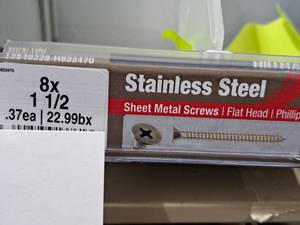 8x
1 1/2
.37ea | 22.99bx
Stainless Steel
Sheet Metal Screws | Flat Head | Phillip